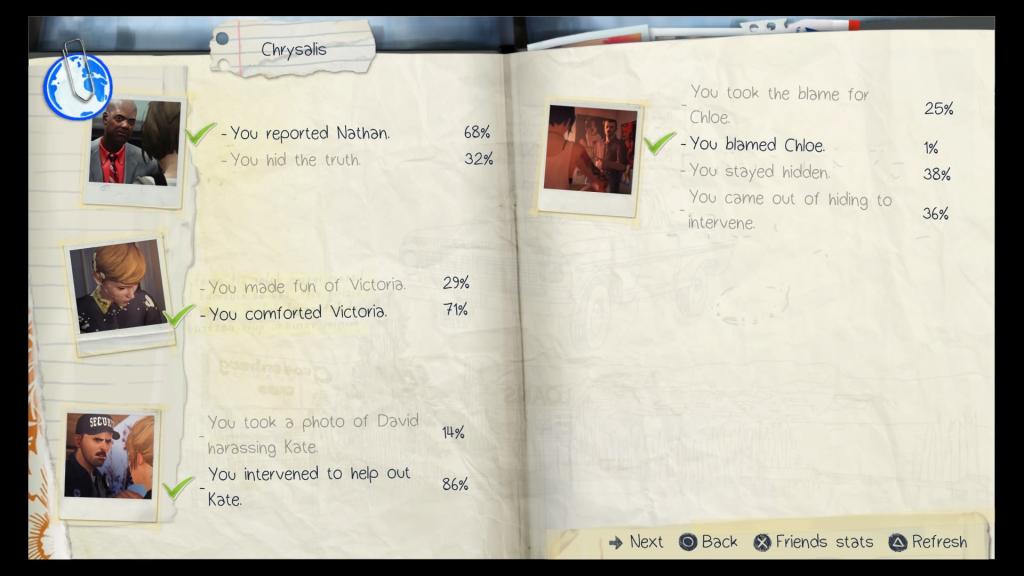 Chrysalis
-You reported Nathan. 68%
-You hid the truth. 32%
-You made fun of Victoria. 29%
-You comforted Victoria. 71%
SECU
You took a photo of David
-harassing Kate. 14%
You intervened to help out
-Kate. 86%
You took the blame for
-Chloe. 25%
-You blamed Chloe. 1%
-You stayed hidden. 38%
You came out of hiding to
-intervene. 36%
Next Back Friends stats Refresh